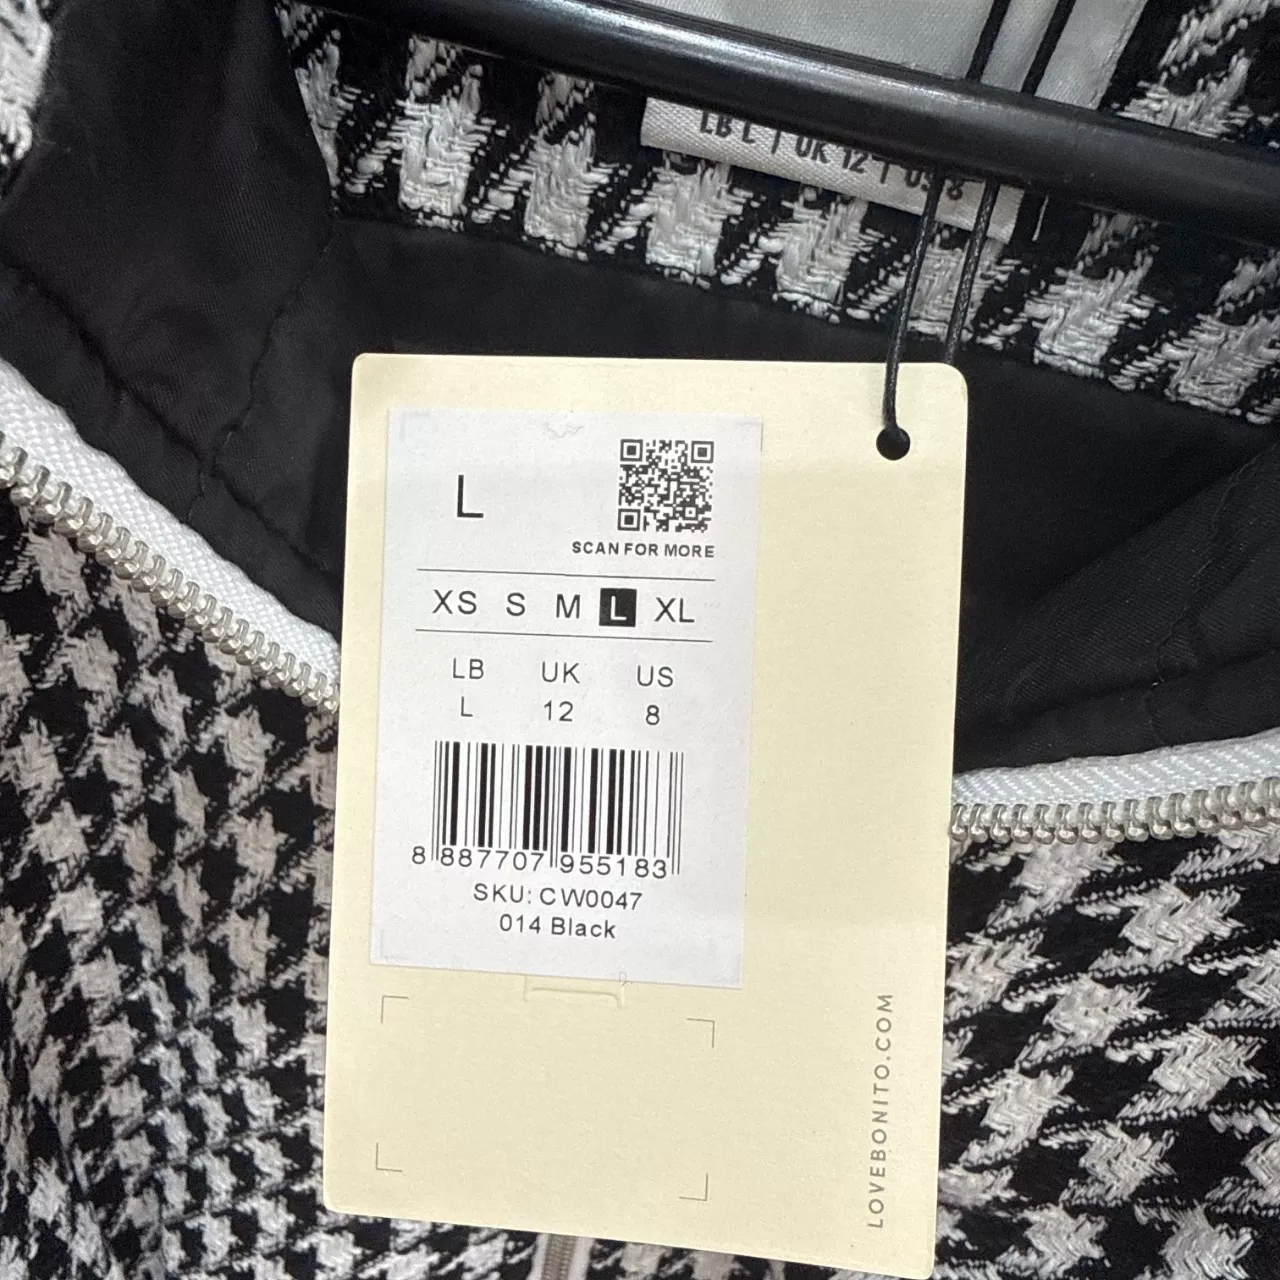 LB L | UK 12 | US 8
L
SCAN FOR MORE
XS S M L XL
LB UK US
L 12 8
8 887707 955183
SKU: CW0047
014 Black
LOVEBONITO.COM